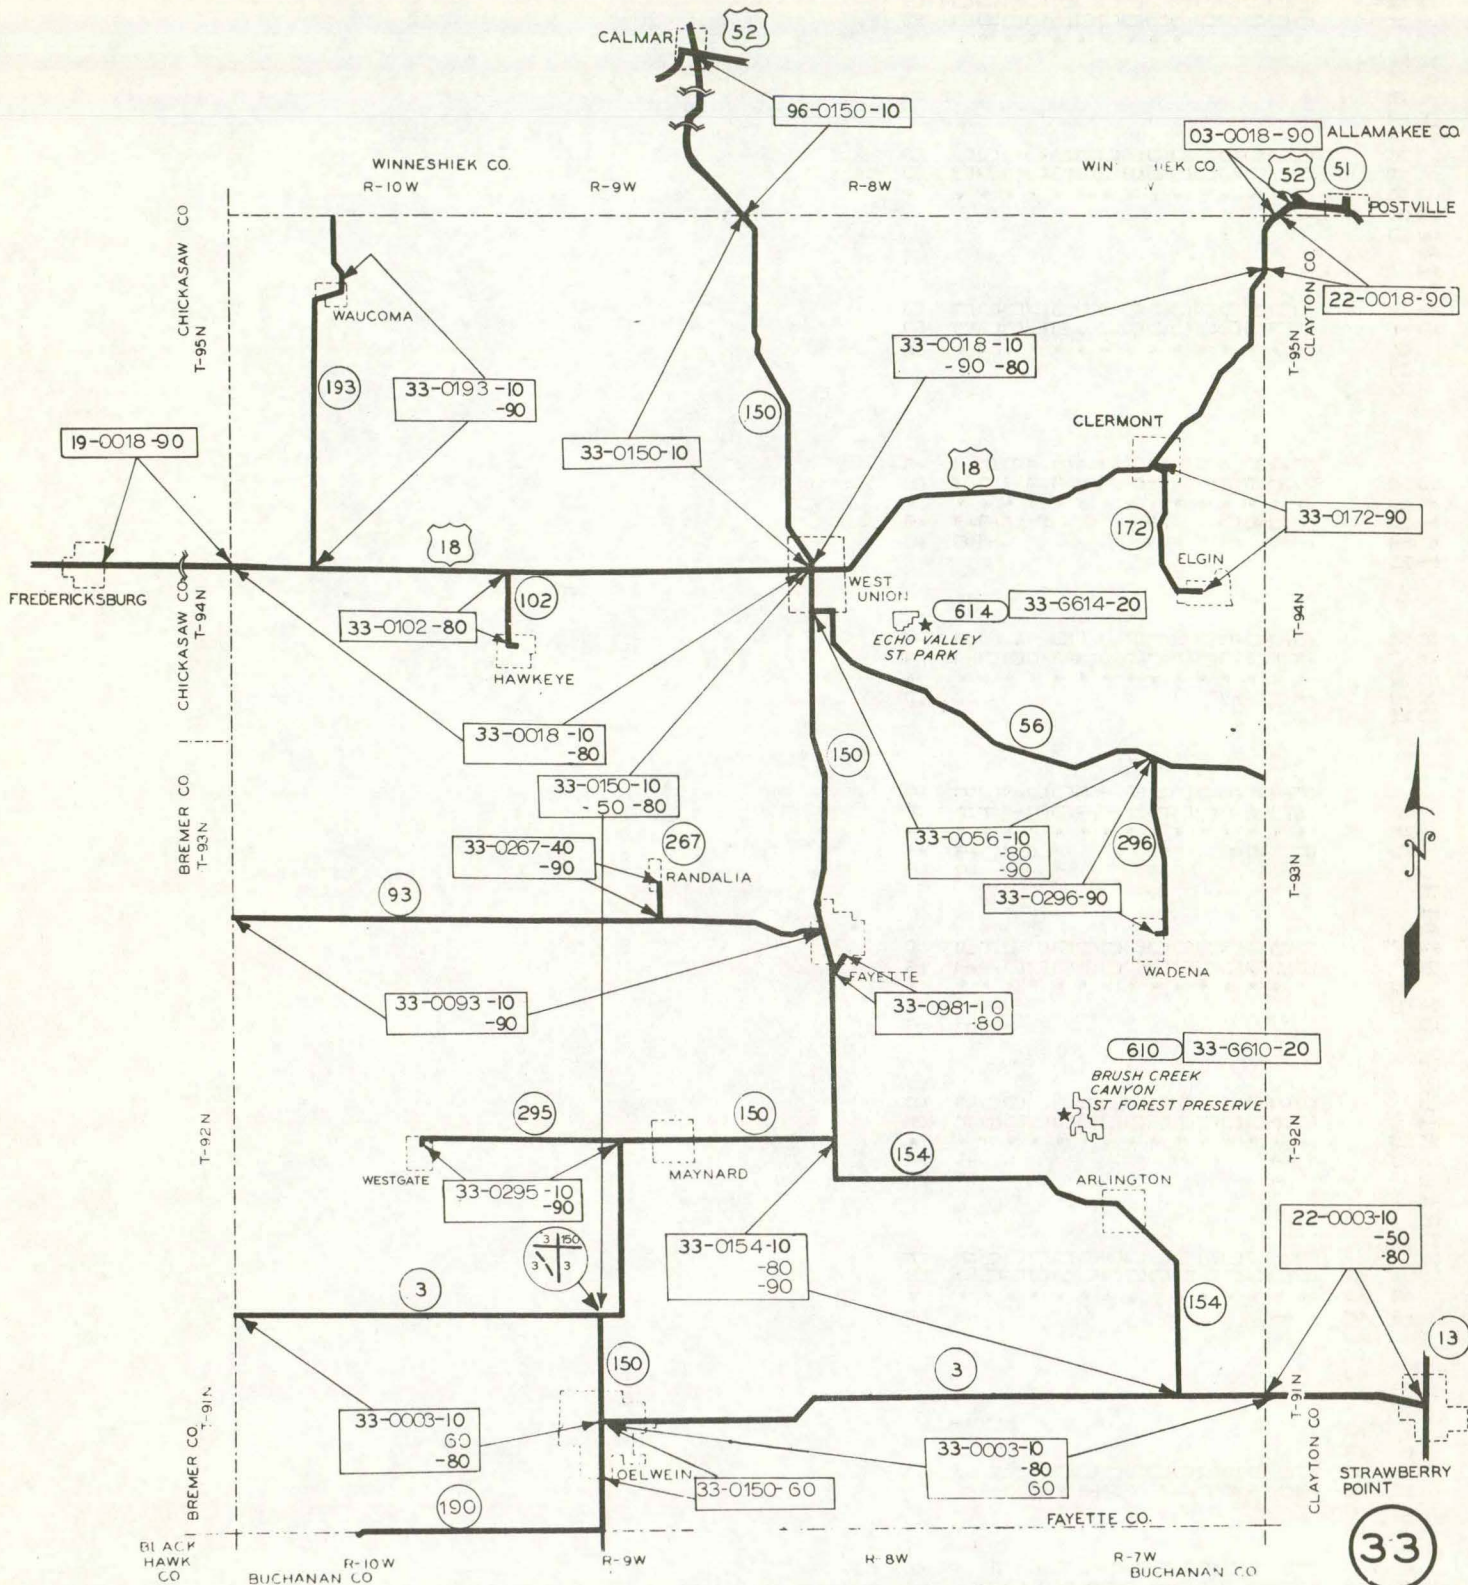 CALMAR
52
96-0150-10
03-0018-90
ALLAMAKEE CO.
52
51
POSTVILLE
WINNESHIEK CO.
R-10W
R-9W
R-8W
CHICKASAW CO
T-95N
WAUCOMA
22-0018-90
T-95N
CLAYTON CO.
33-0018-10
-90 -80
193
33-0193-10
-90
150
CLERMONT
19-0018-90
33-0150-10
18
33-0172-90
172
18
ELGIN
FREDERICKSBURG
102
WEST
UNION
614
33-6614-20
CHICKASAW CO
T-94N
33-0102-80
ECHO VALLEY
ST. PARK
T-94N
HAWKEYE
33-0018-10
-80
56
150
BREMER CO
T-93N
33-0150-10
-50 -80
33-0267-40
-90
267
RANDALIA
33-0056-10
-80
-90
296
T-93N
93
33-0296-90
WADENA
FAYETTE
33-0093-10
-90
33-0981-10
-80
610
33-6610-20
BRUSH CREEK
CANYON
ST FOREST PRESERVE
T-92N
295
150
T-92N
WESTGATE
MAYNARD
154
ARLINGTON
33-0295-10
-90
22-0003-10
-50
-80
33-0154-10
-80
-90
3 150
3 3
3
154
13
150
3
BREMER CO.
T-91N
33-0003-10
60
-80
33-0003-10
-80
60
T-91N
CLAYTON CO
OELWEIN
33-0150-60
STRAWBERRY
POINT
190
FAYETTE CO.
33
BLACK
HAWK
CO
R-10W
R-9W
R-8W
R-7W
BUCHANAN CO
BUCHANAN CO